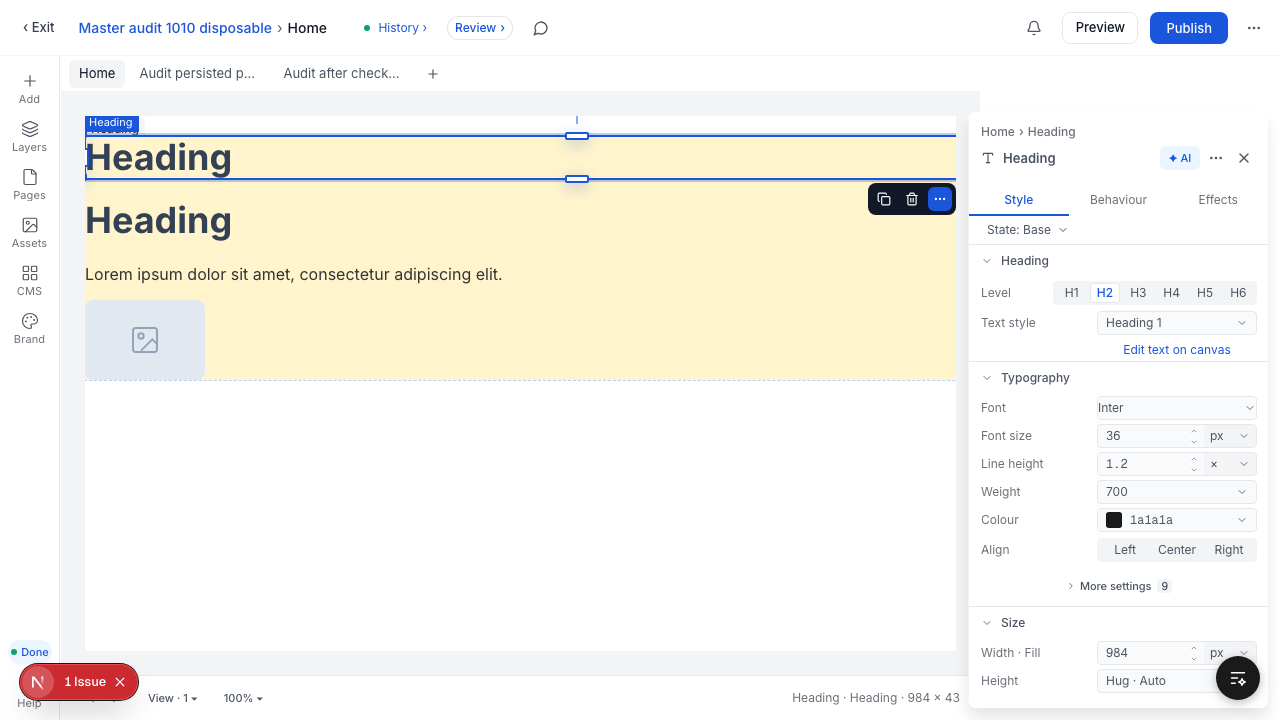 ‹ Exit
Master audit 1010 disposable › Home
History ›
Review ›
Preview
Publish
Home
Audit persisted p...
Audit after check...
Add
Layers
Pages
Assets
CMS
Brand
Done
Help
1 Issue
Heading
Heading
Heading
Lorem ipsum dolor sit amet, consectetur adipiscing elit.
View · 1
100%
Heading · Heading · 984 × 43
Home › Heading
Heading
AI
Style
Behaviour
Effects
State: Base
Heading
Level
H1
H2
H3
H4
H5
H6
Text style
Heading 1
Edit text on canvas
Typography
Font
Inter
Font size
36
px
Line height
1.2
×
Weight
700
Colour
1a1a1a
Align
Left
Center
Right
More settings 9
Size
Width · Fill
984
px
Height
Hug · Auto